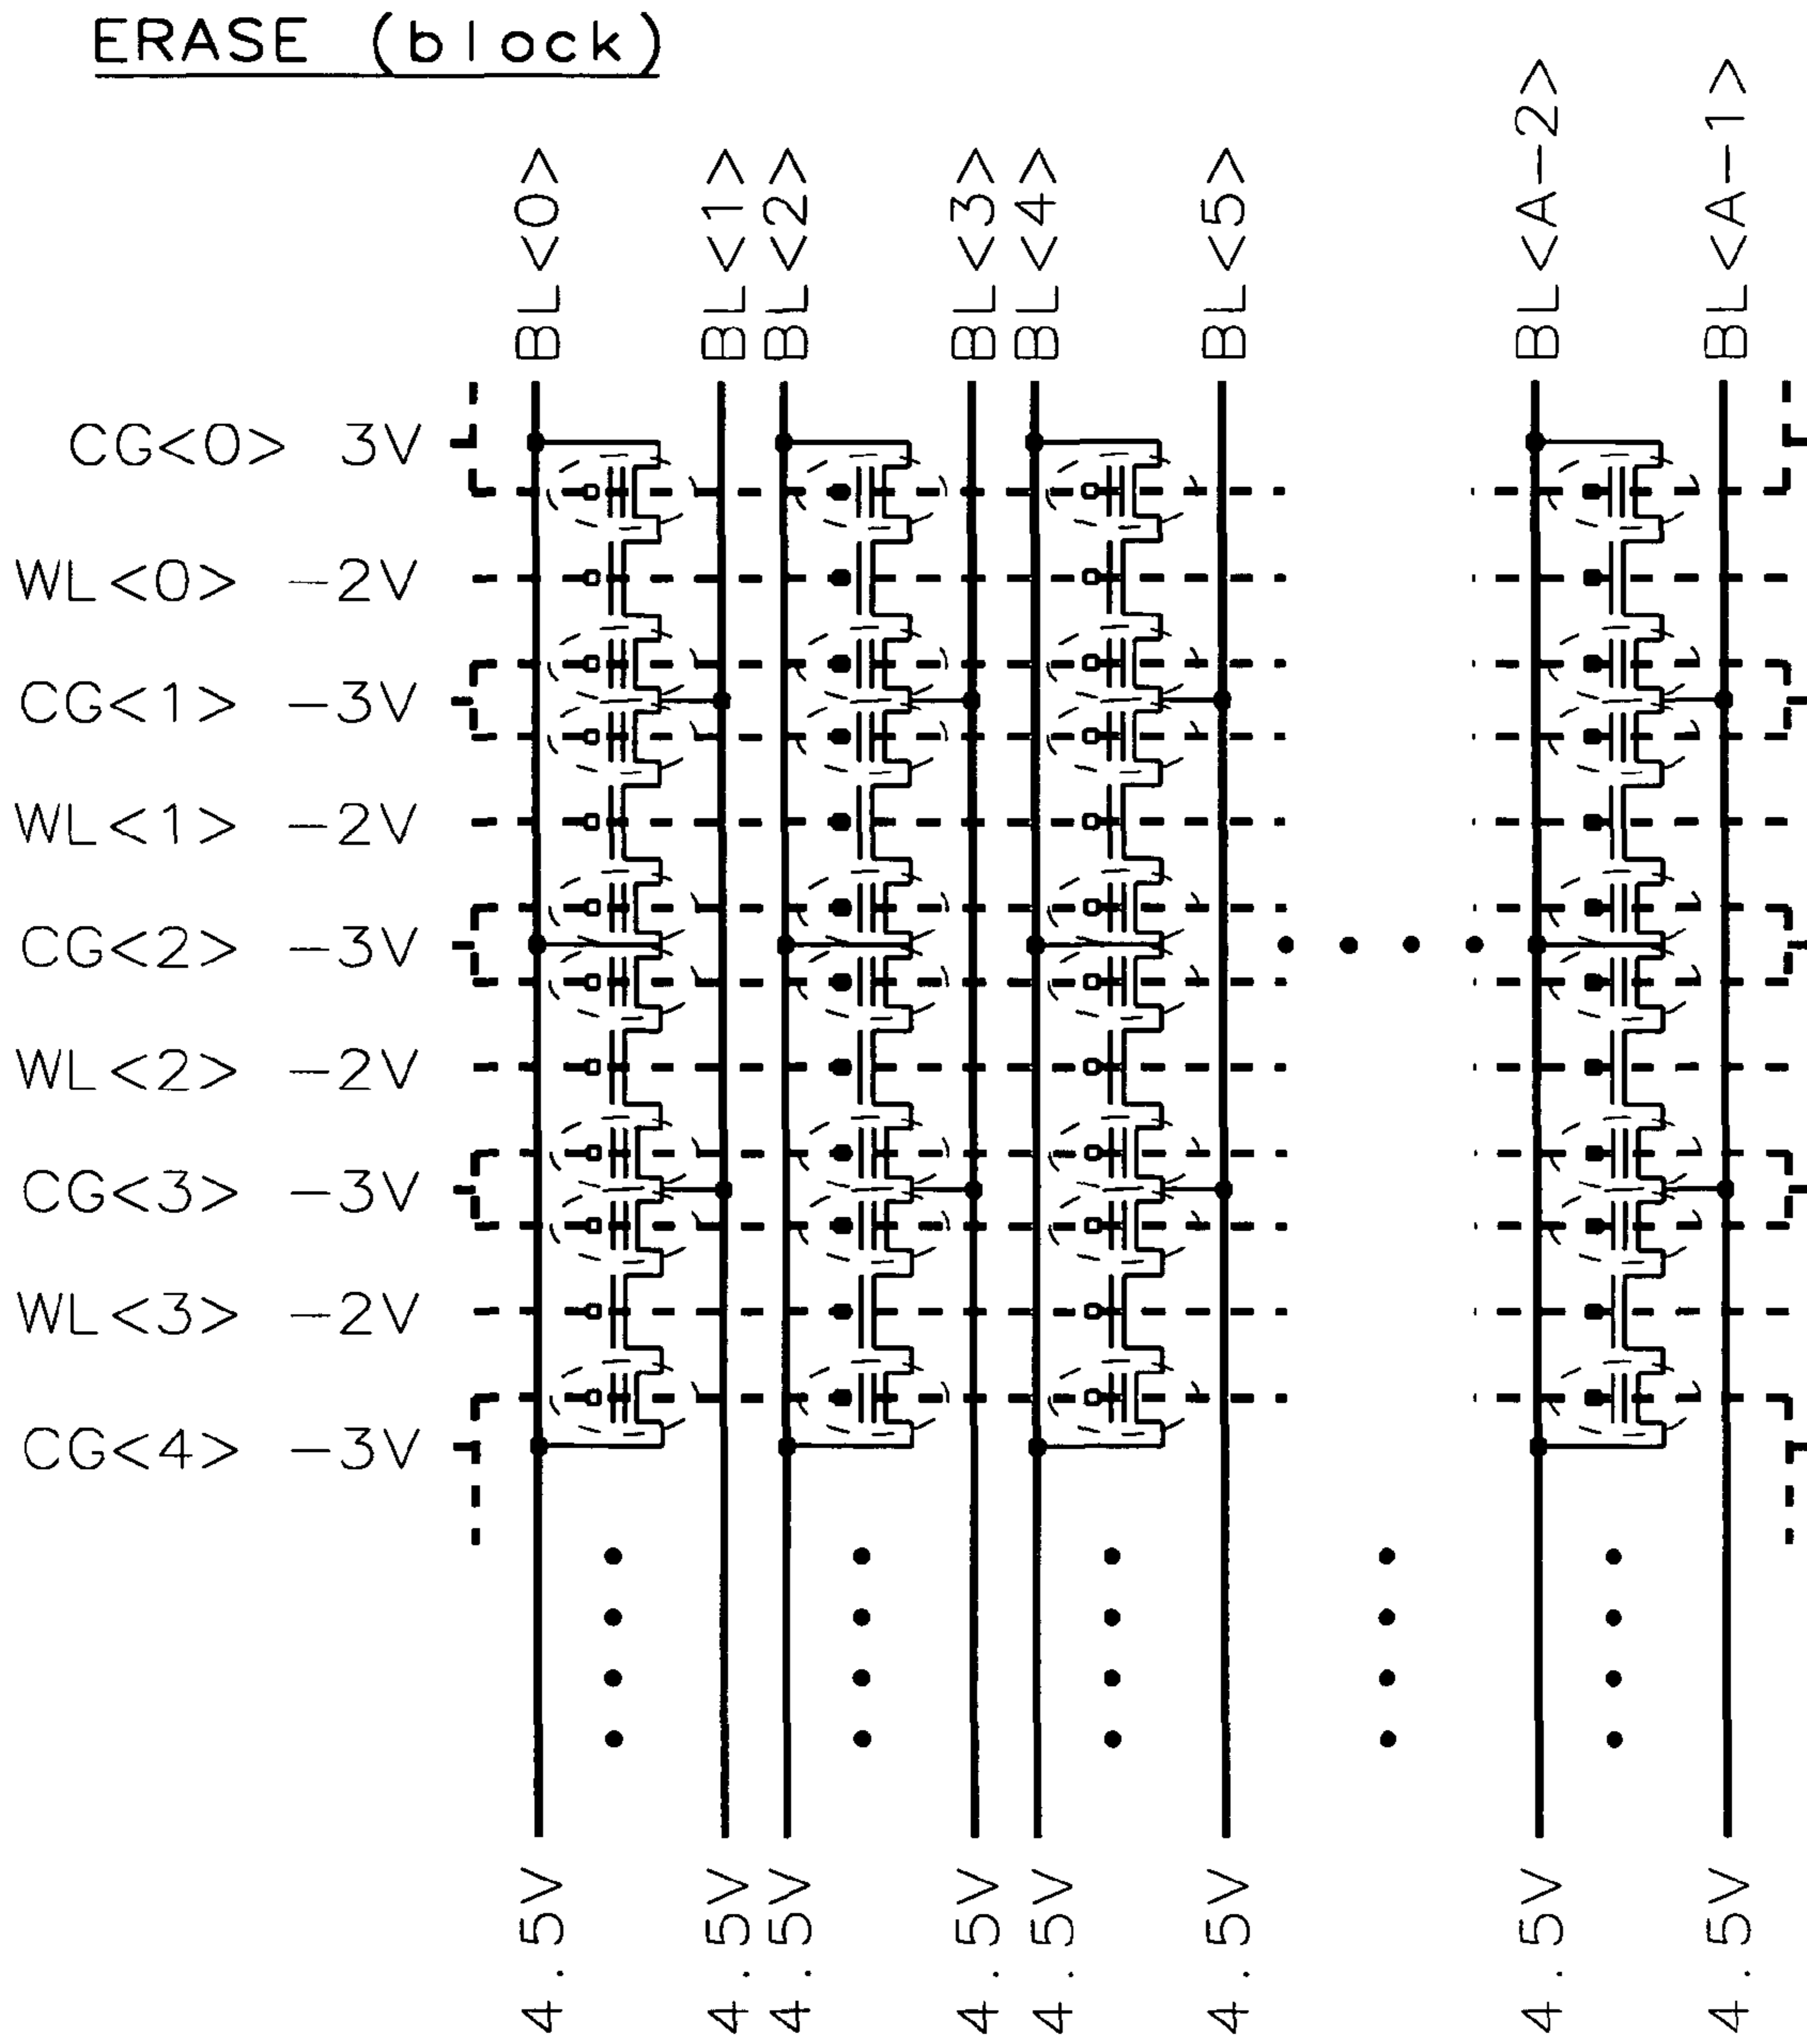 ERASE (block)
BL<0>
BL<1>
BL<2>
BL<3>
BL<4>
BL<5>
BL<A-2>
BL<A-1>
CG<0> 3V
WL<0> -2V
CG<1> -3V
WL<1> -2V
CG<2> -3V
WL<2> -2V
CG<3> -3V
WL<3> -2V
CG<4> -3V
4.5V
4.5V
4.5V
4.5V
4.5V
4.5V
4.5V
4.5V